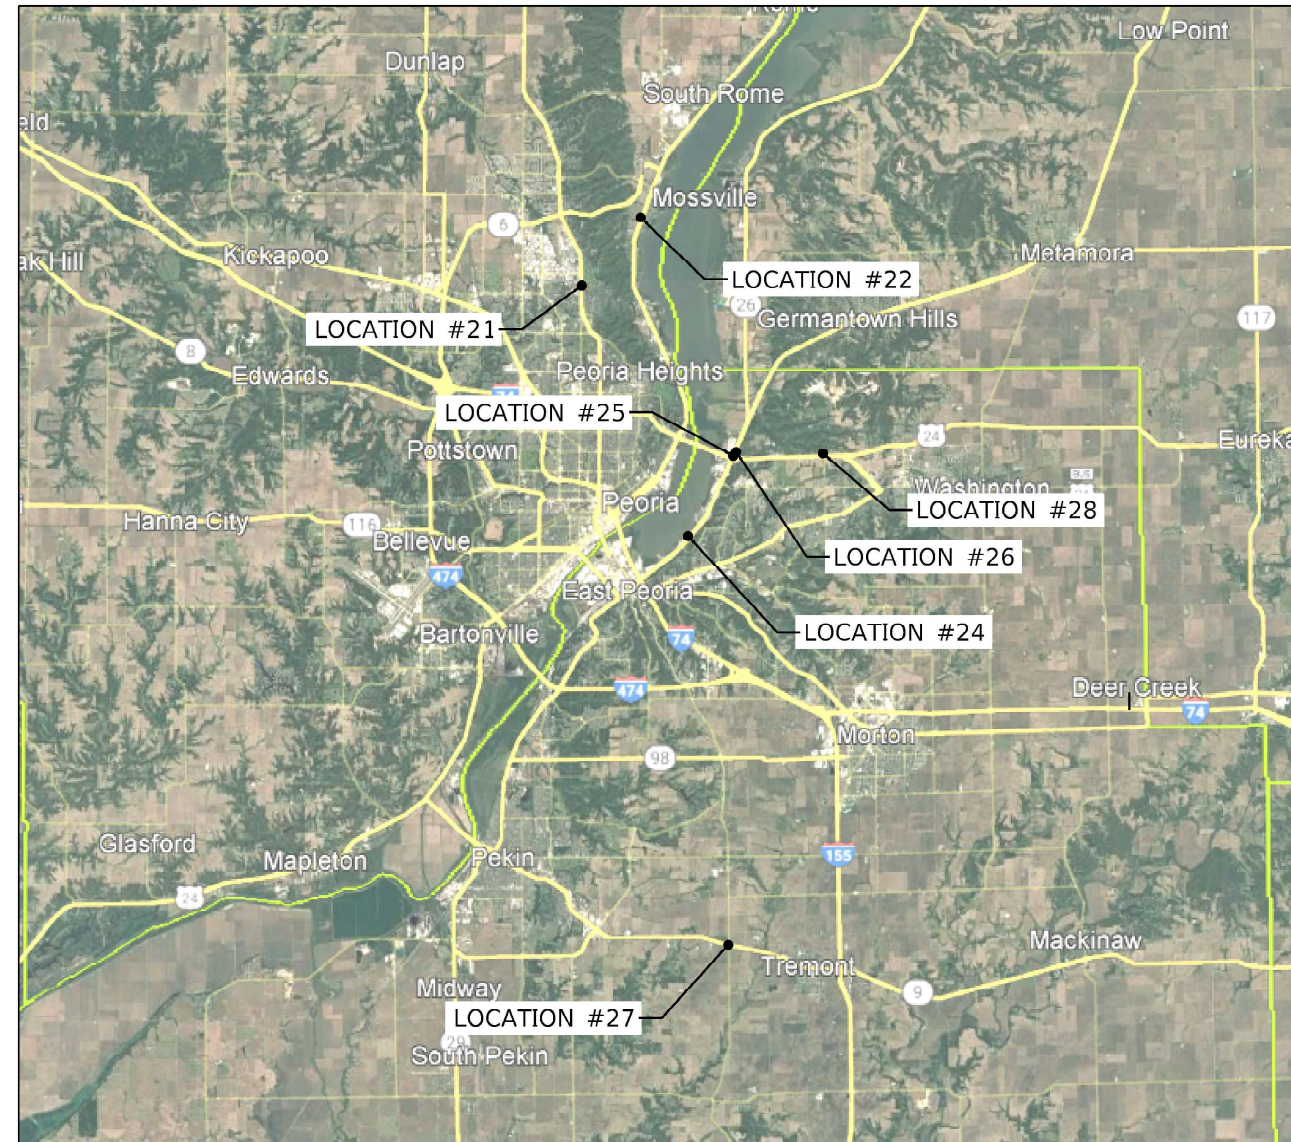 Rome
Low Point
Dunlap
South Rome
eld
Mossville
6
Kickapoo
ak Hill
Metamora
LOCATION #22
26
Germantown Hills
117
LOCATION #21
8
Edwards
Peoria Heights
74
LOCATION #25
24
Pottstown
Eureka
Washington
Peoria
LOCATION #28
Hanna City
116
Bellevue
LOCATION #26
474
East Peoria
Bartonville
74
LOCATION #24
474
Deer Creek
74
Morton
98
Glasford
Mapleton
Pekin
155
24
Mackinaw
Tremont
Midway
9
LOCATION #27
29
South Pekin